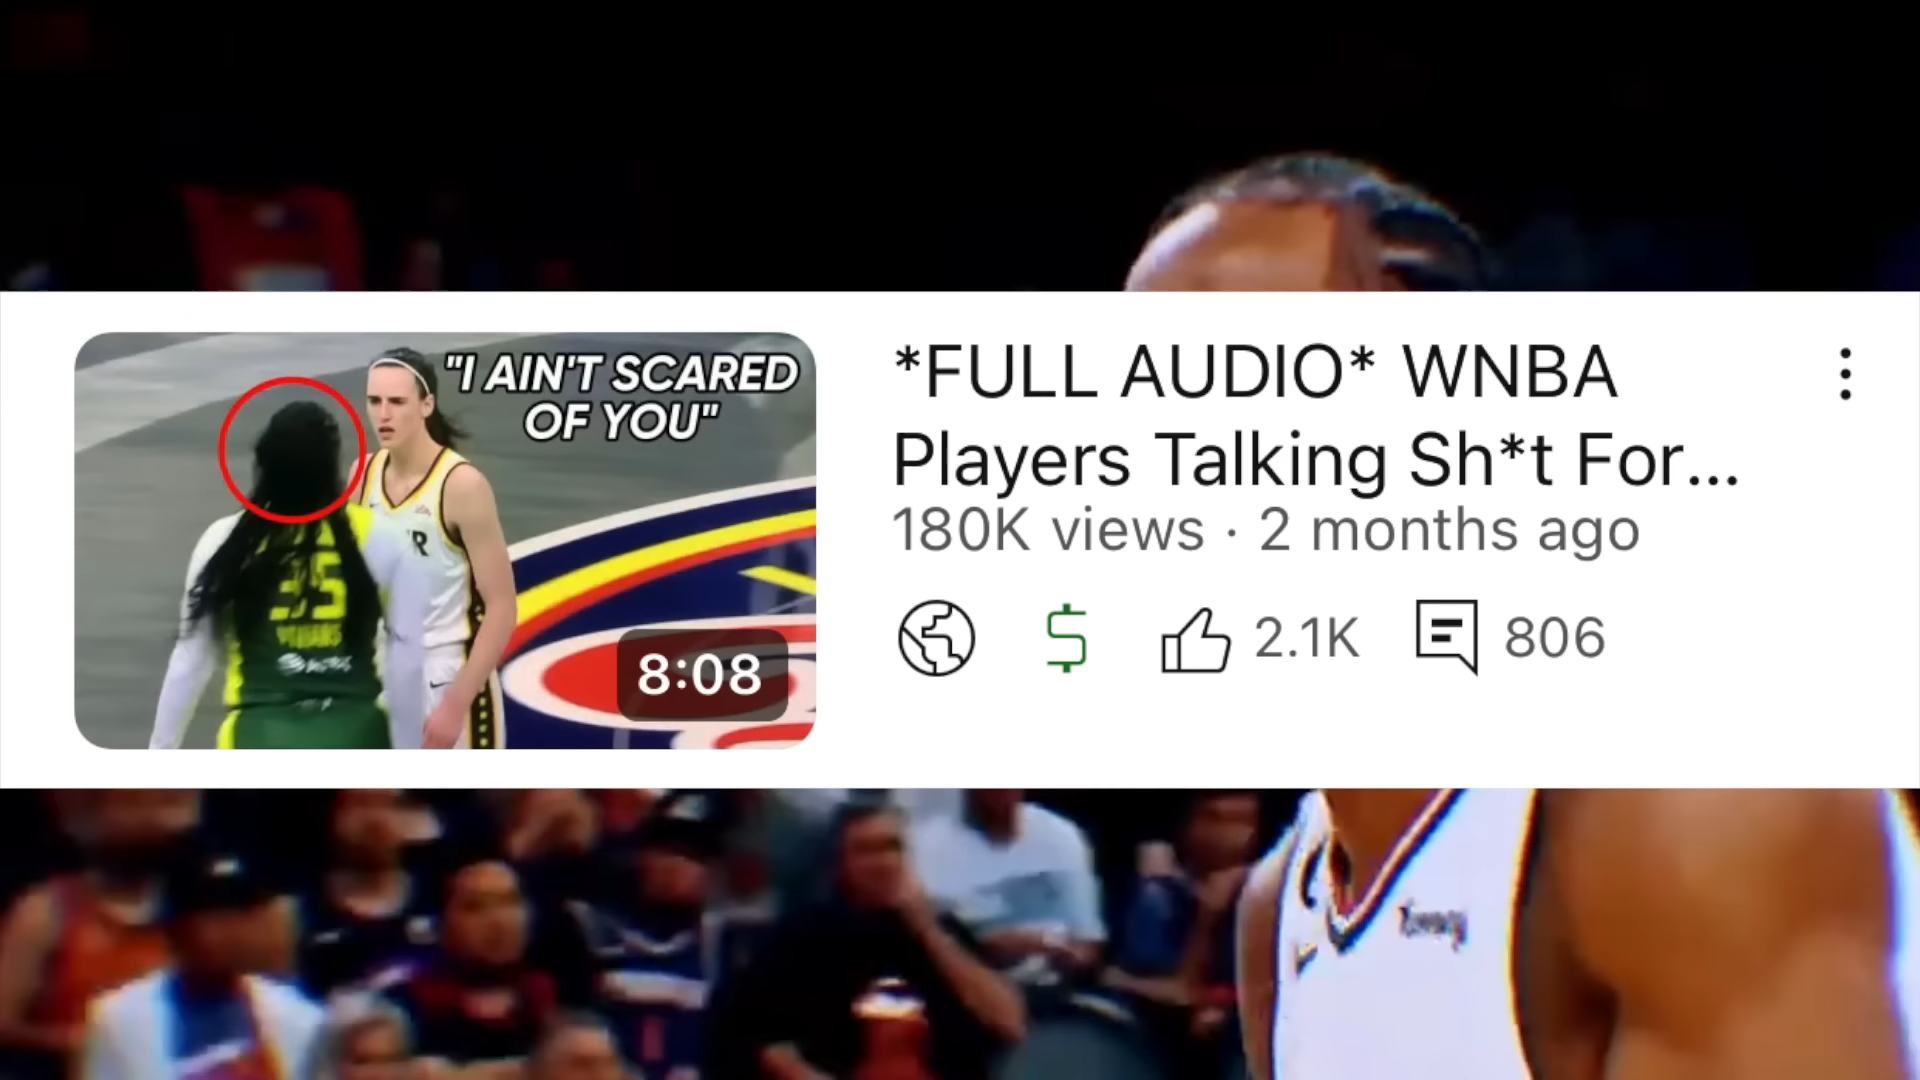 "I AIN'T SCARED
OF YOU"
R
35
8:08
*FULL AUDIO* WNBA
Players Talking Sh*t For...
180K views · 2 months ago
2.1K
806